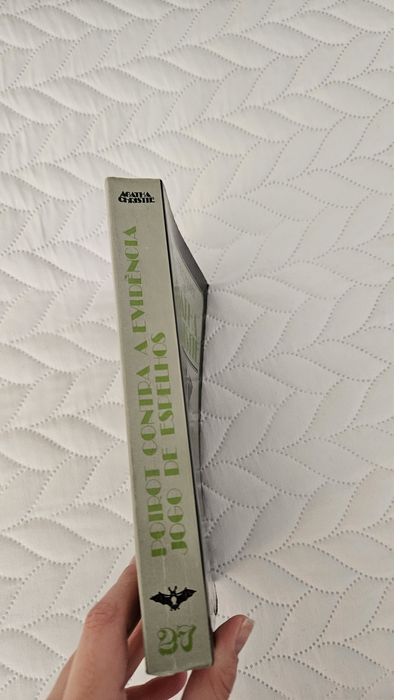 AGATHA
CHRISTIE
POIROT CONTRA A EVIDÊNCIA
JOGO DE ESPELHOS
27